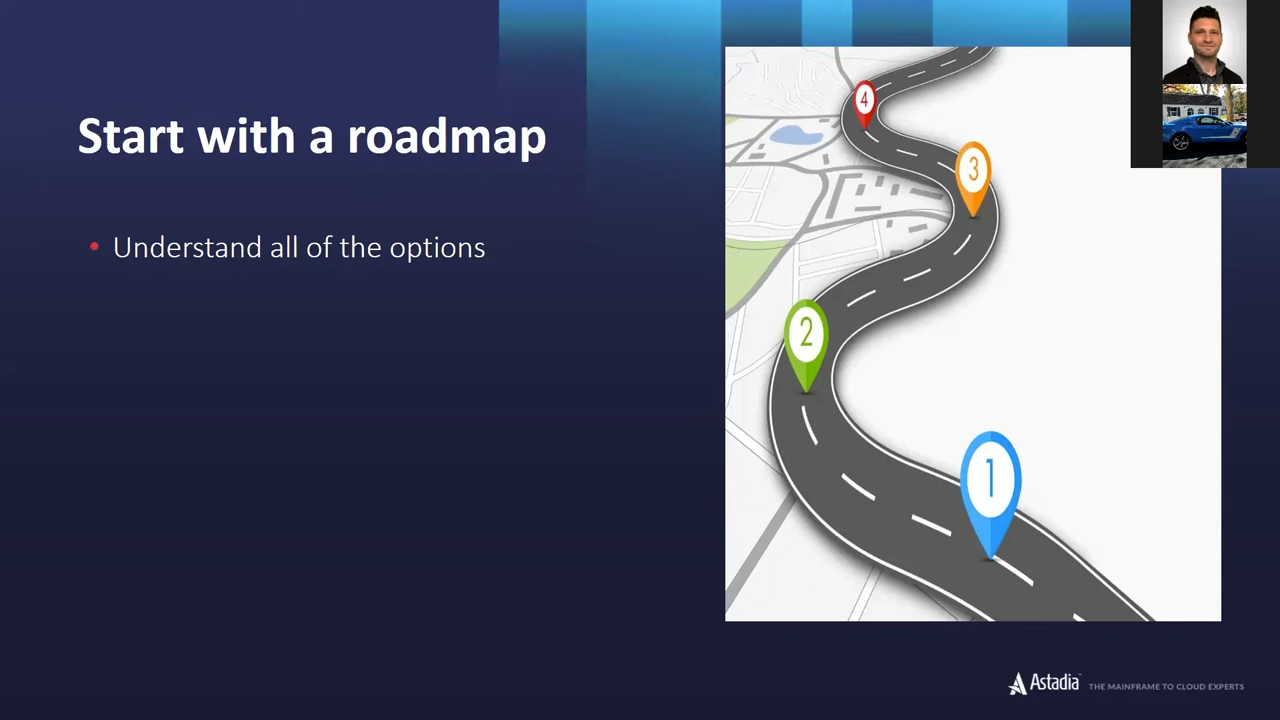 Start with a roadmap
• Understand all of the options
4
3
2
1
Astadia THE MAINFRAME TO CLOUD EXPERTS